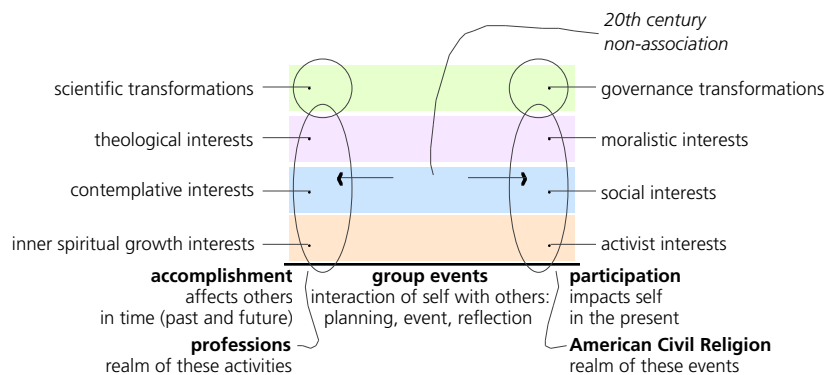 20th century
non-association
scientific transformations
governance transformations
theological interests
moralistic interests
contemplative interests
social interests
inner spiritual growth interests
activist interests
accomplishment
affects others
in time (past and future)
group events
interaction of self with others:
planning, event, reflection
participation
impacts self
in the present
professions
realm of these activities
American Civil Religion
realm of these events